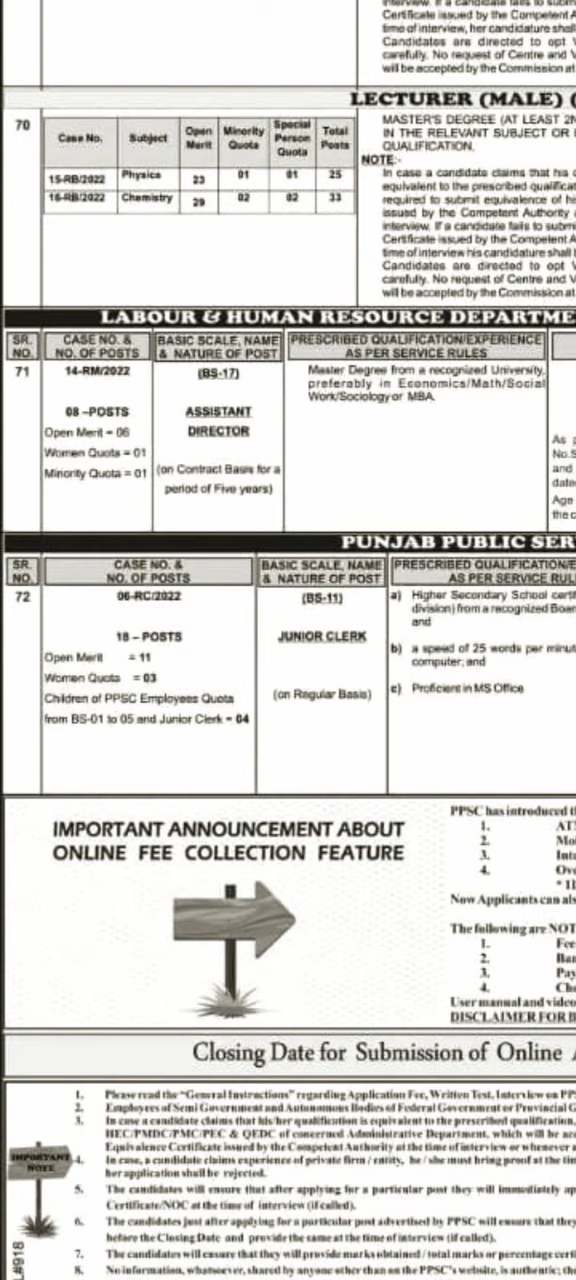 interview. If a candidate fails to submit
Certificate issued by the Competent A
time of interview, her candidature shall
Candidates are directed to opt V
carefully. No request of Centre and V
will be accepted by the Commission at
LECTURER (MALE) (
70
Case No. Subject Open Merit Minority Quota Special Person Quota Total Posts
15-RB/2022 Physics 23 01 01 25
16-RB/2022 Chemistry 29 02 02 33
MASTER'S DEGREE (AT LEAST 2N
IN THE RELEVANT SUBJECT OR
QUALIFICATION.
NOTE:-
In case a candidate claims that his
equivalent to the prescribed qualificat
required to submit equivalence of his
issued by the Competent Authority
interview. If a candidate fails to submi
Certificate issued by the Competent A
time of interview his candidature shall
Candidates are directed to opt V
carefully. No request of Centre and V
will be accepted by the Commission at
LABOUR & HUMAN RESOURCE DEPARTME
SR. NO. CASE NO. & NO. OF POSTS BASIC SCALE, NAME & NATURE OF POST PRESCRIBED QUALIFICATION/EXPERIENCE AS PER SERVICE RULES
71
14-RM/2022
08 –POSTS
Open Merit = 06
Women Quota = 01
Minority Quota = 01
(BS-17)
ASSISTANT
DIRECTOR
(on Contract Basis for a
period of Five years)
Master Degree from a recognized University,
preferably in Economics/Math/Social
Work/Sociology or MBA.
As
No.S
and
date
Age
the c
PUNJAB PUBLIC SER
SR. NO. CASE NO. & NO. OF POSTS BASIC SCALE, NAME & NATURE OF POST PRESCRIBED QUALIFICATION/E AS PER SERVICE RUL
72
06-RC/2022
18 – POSTS
Open Merit = 11
Women Quota = 03
Children of PPSC Employees Quota
from BS-01 to 05 and Junior Clerk = 04
(BS-11)
JUNIOR CLERK
(on Regular Basis)
a) Higher Secondary School certif
division) from a recognized Boar
and
b) a speed of 25 words per minut
computer; and
c) Proficient in MS Office
IMPORTANT ANNOUNCEMENT ABOUT
ONLINE FEE COLLECTION FEATURE
PPSC has introduced t
1. AT
2. Mo
3. Inte
4. Ove
* 1
Now Applicants can als
The following are NOT
1. Fee
2. Ban
3. Pay
4. Che
User manual and video
DISCLAIMER FOR B
Closing Date for Submission of Online A
IMPORTANT
NOTE
1. Please read the "General Instructions" regarding Application Fee, Written Test, Interview on PP
2. Employees of Semi Government and Autonomous Bodies of Federal Government or Provincial G
3. In case a candidate claims that his/her qualification is equivalent to the prescribed qualification,
HEC/PMDC/PMC/PEC & QEDC of concerned Administrative Department, which will be ac
Equivalence Certificate issued by the Competent Authority at the time of interview or whenever
4. In case, a candidate claims experience of private firm / entity, he / she must bring proof at the tim
her application shall be rejected.
5. The candidates will ensure that after applying for a particular post they will immediately ap
Certificate/NOC at the time of interview (if called).
6. The candidates just after applying for a particular post advertised by PPSC will ensure that they
before the Closing Date and provide the same at the time of interview (if called).
7. The candidates will ensure that they will provide marks obtained / total marks or percentage certif
8. No information, whatsoever, shared by anyone other than on the PPSC's website, is authentic; the
L#918